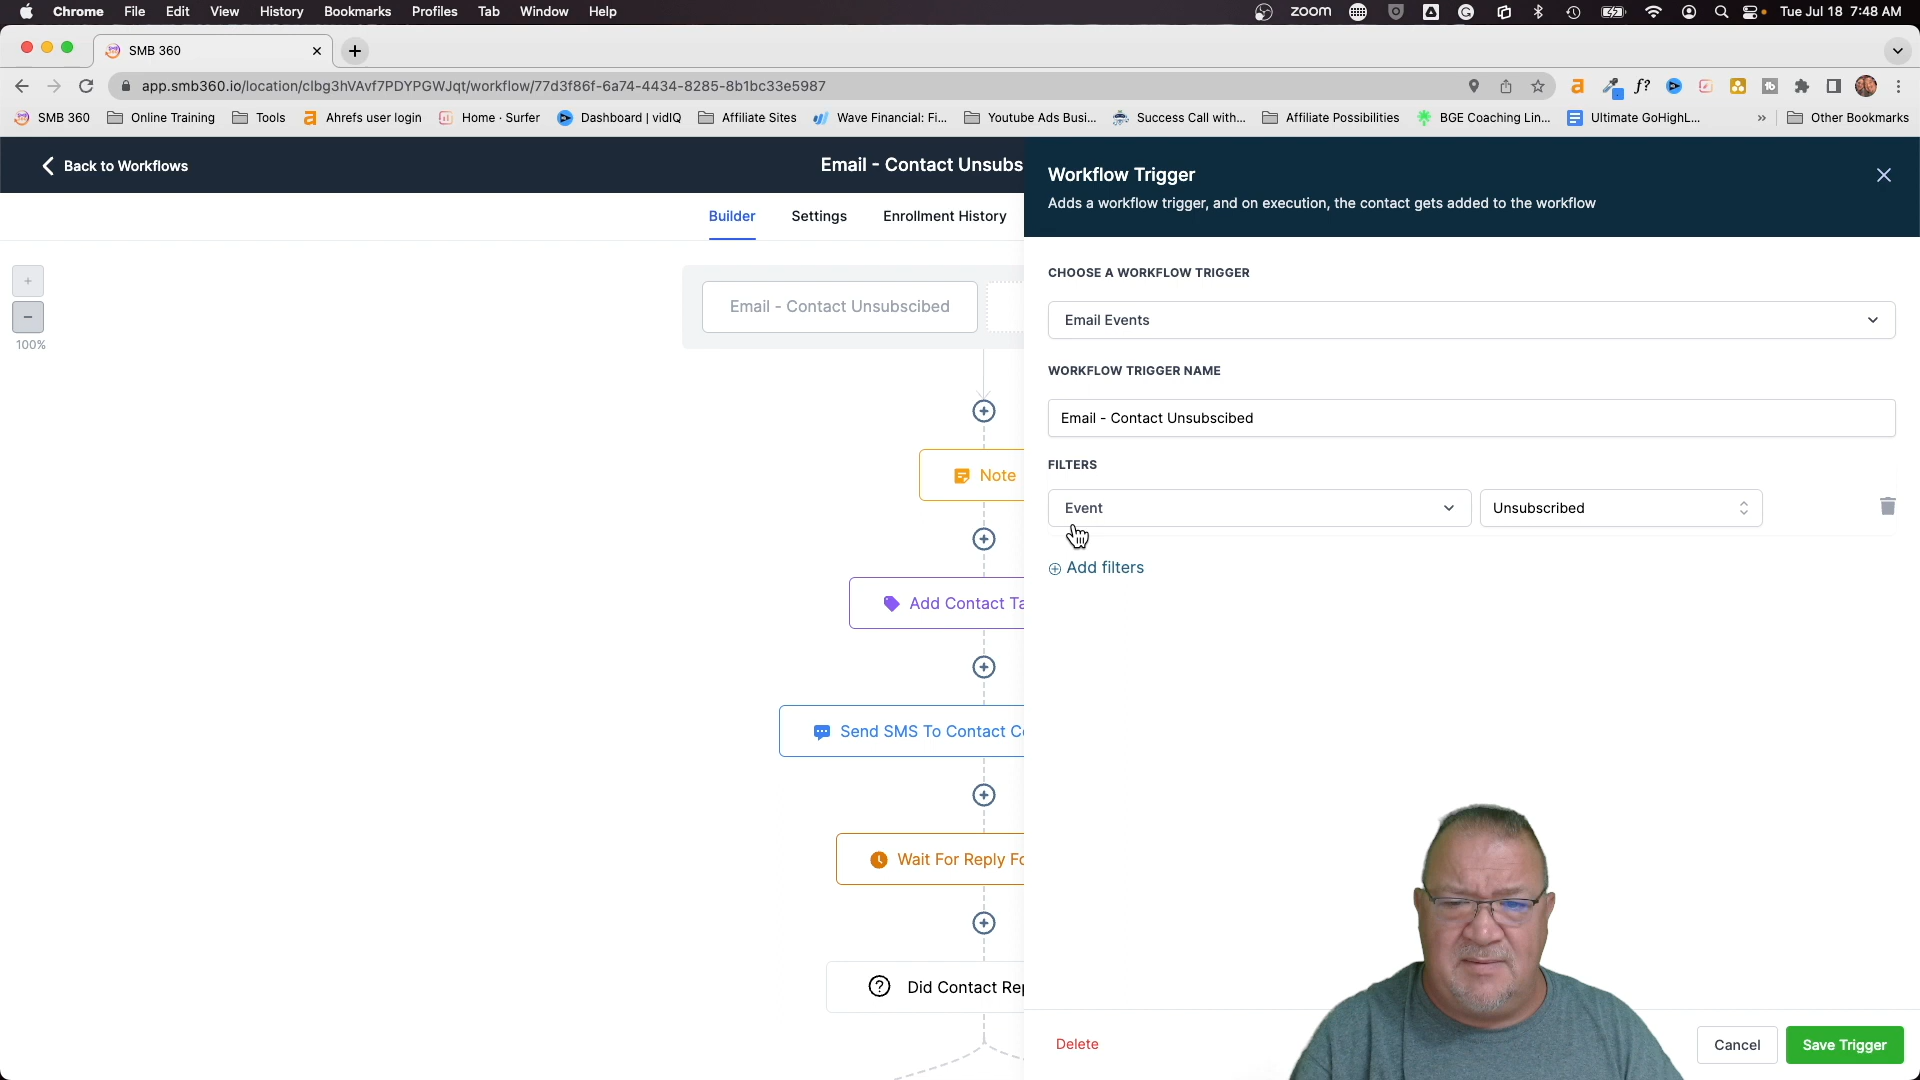 Chrome File Edit View History Bookmarks Profiles Tab Window Help zoom Tue Jul 18 7:48 AM
SMB 360
app.smb360.io/location/clbg3hVAvf7PDYPGWJqt/workflow/77d3f86f-6a74-4434-8285-8b1bc33e5987
SMB 360 Online Training Tools Ahrefs user login Home · Surfer Dashboard | vidIQ Affiliate Sites Wave Financial: Fi... Youtube Ads Busi... Success Call with... Affiliate Possibilities BGE Coaching Lin... Ultimate GoHighL... » Other Bookmarks
Back to Workflows
Email - Contact Unsubs
Builder Settings Enrollment History
100%
Email - Contact Unsubscibed
Note
Add Contact Ta
Send SMS To Contact Co
Wait For Reply Fo
Did Contact Rep
Workflow Trigger
Adds a workflow trigger, and on execution, the contact gets added to the workflow
CHOOSE A WORKFLOW TRIGGER
Email Events
WORKFLOW TRIGGER NAME
Email - Contact Unsubscibed
FILTERS
Event Unsubscribed
Add filters
Delete Cancel Save Trigger